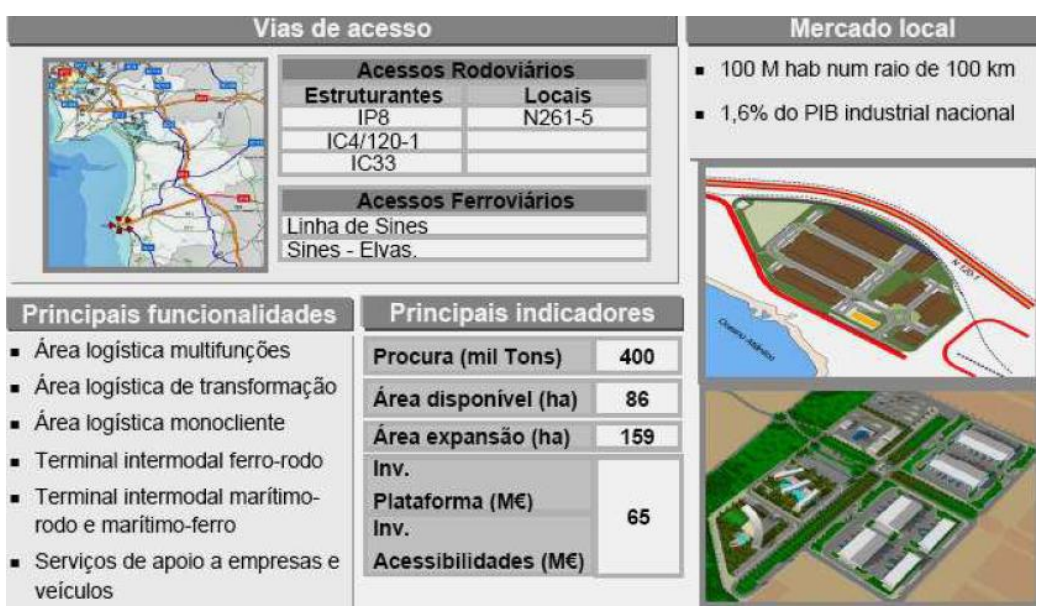 Vias de acesso
Acessos Rodoviários
Estruturantes Locais
IP8 N261-5
IC4/120-1
IC33
Acessos Ferroviários
Linha de Sines
Sines - Elvas.
Mercado local
100 M hab num raio de 100 km
1,6% do PIB industrial nacional
N 120-1
Oceano Atlântico
Principais funcionalidades
Área logística multifunções
Área logística de transformação
Área logística monocliente
Terminal intermodal ferro-rodo
Terminal intermodal marítimo-
rodo e marítimo-ferro
Serviços de apoio a empresas e
veículos
Principais indicadores
Procura (mil Tons) 400
Área disponível (ha) 86
Área expansão (ha) 159
Inv.
Plataforma (M€)
65
Inv.
Acessibilidades (M€)